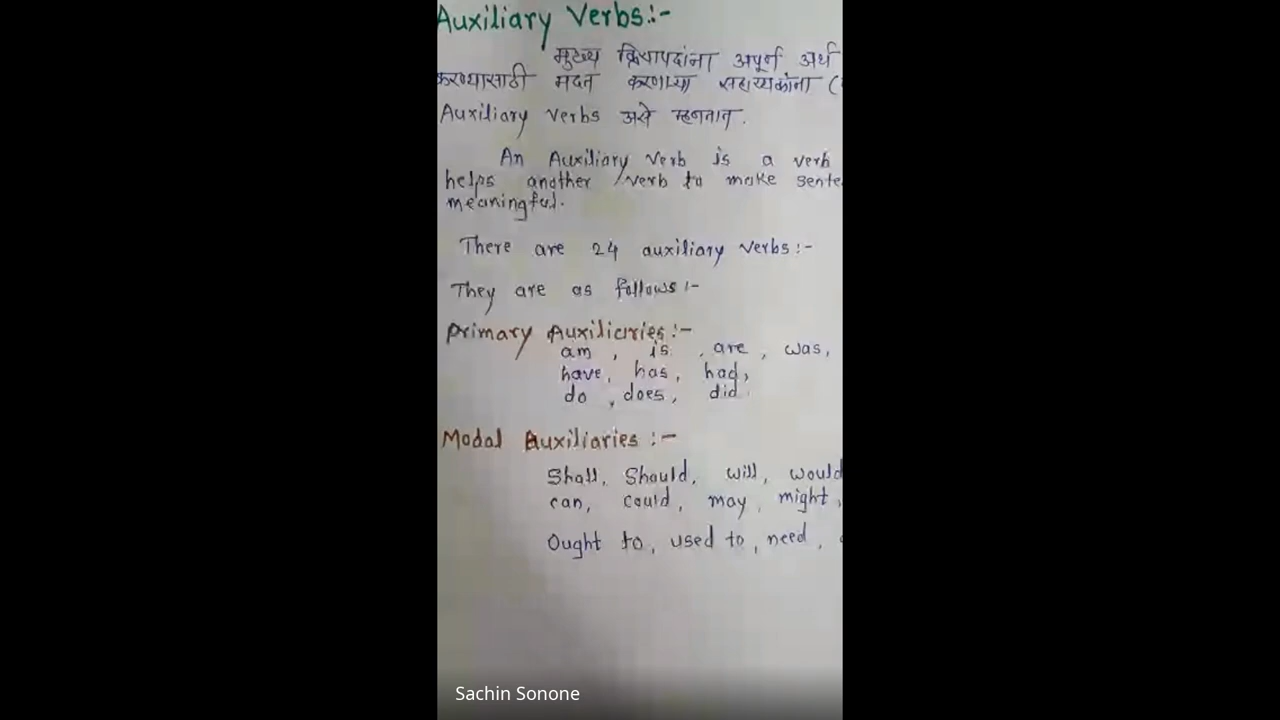 Auxiliary Verbs:-
मुख्य क्रियापदांना अपूर्ण अर्थ
करण्यासाठी मदत करणाऱ्या सहाय्यकांना (
Auxiliary verbs असे म्हणतात.
An Auxiliary verb is a verb
helps another verb to make sente
meaningful.
There are 24 auxiliary verbs:-
They are as follows:-
Primary Auxiliaries:-
am, is, are, was,
have, has, had,
do, does, did.
Modal Auxiliaries:-
Shall, Should, will, would
can, could, may, might,
Ought to, used to, need,
Sachin Sonone